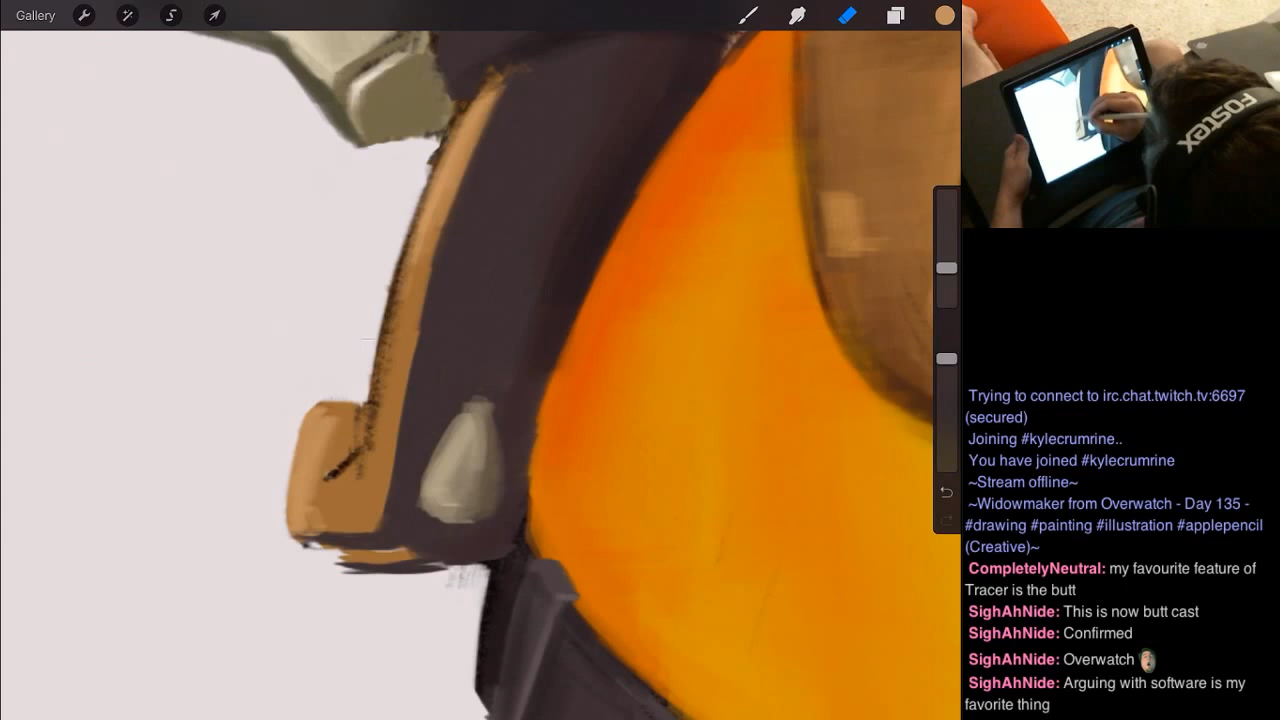 Gallery
FOSTEX
Trying to connect to irc.chat.twitch.tv:6697
(secured)
Joining #kylecrumrine..
You have joined #kylecrumrine
~Stream offline~
~Widowmaker from Overwatch - Day 135 -
#drawing #painting #illustration #applepencil
(Creative)~
CompletelyNeutral: my favourite feature of
Tracer is the butt
SighAhNide: This is now butt cast
SighAhNide: Confirmed
SighAhNide: Overwatch
SighAhNide: Arguing with software is my
favorite thing